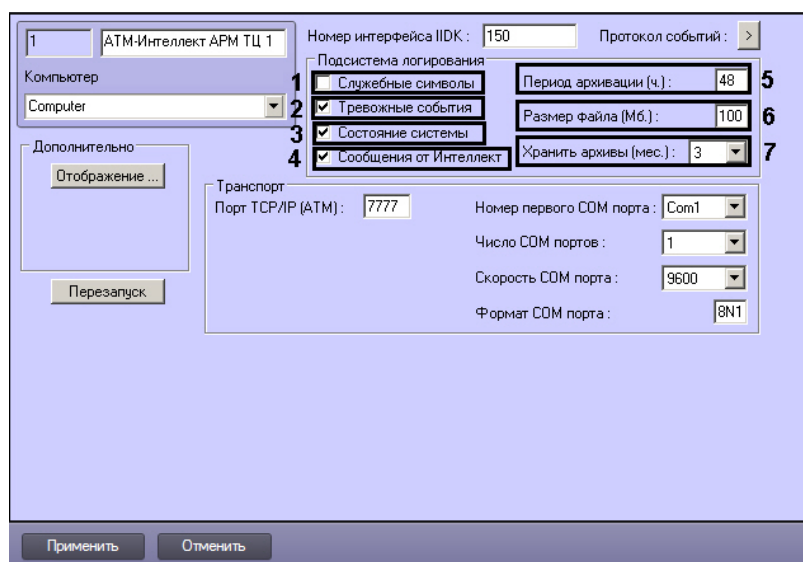 1 АТМ-Интеллект АРМ ТЦ 1
Компьютер
Computer
Номер интерфейса IIDK : 150 Протокол событий : >
Подсистема логирования
1 Служебные символы Период архивации (ч.) : 48 5
2 Тревожные события Размер файла (Мб.) : 100 6
3 Состояние системы
4 Сообщения от Интеллект Хранить архивы (мес.) : 3 7
Дополнительно
Отображение ...
Перезапуск
Транспорт
Порт TCP/IP (ATM) : 7777 Номер первого COM порта : Com1
Число COM портов : 1
Скорость COM порта : 9600
Формат COM порта : 8N1
Применить Отменить